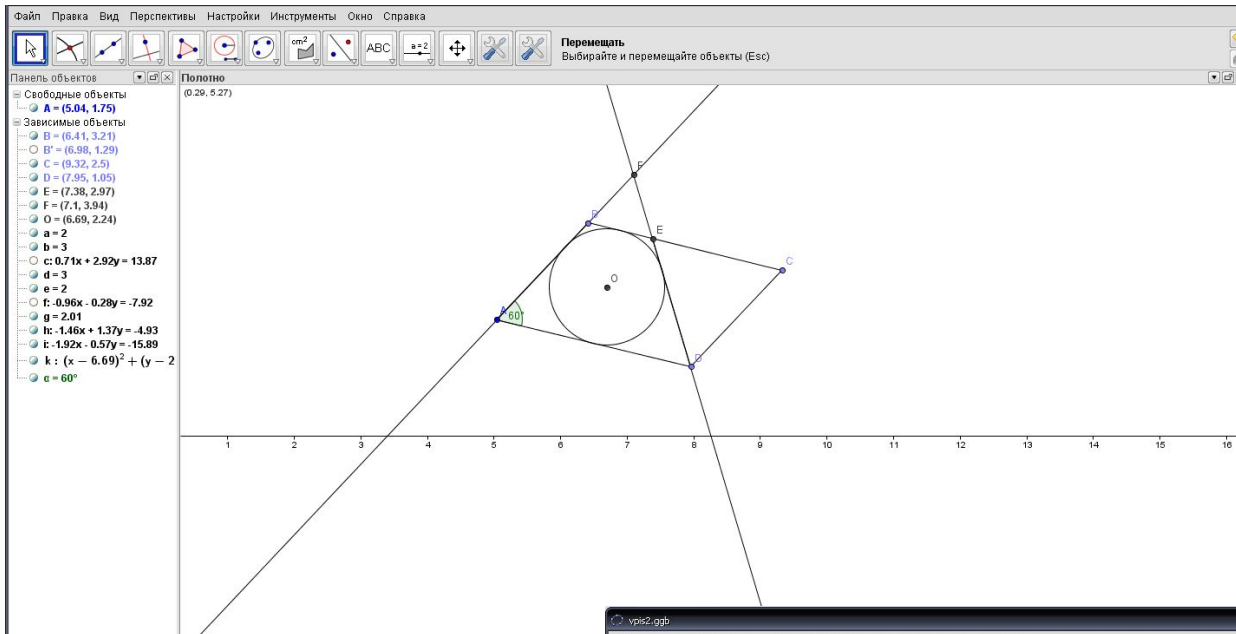 Файл Правка Вид Перспективы Настройки Инструменты Окно Справка
cm²
ABC
a=2
Перемещать
Выбирайте и перемещайте объекты (Esc)
Панель объектов
Полотно
Свободные объекты
A = (5.04, 1.75)
Зависимые объекты
B = (6.41, 3.21)
B' = (6.98, 1.29)
C = (9.32, 2.5)
D = (7.95, 1.05)
E = (7.38, 2.97)
F = (7.1, 3.94)
O = (6.69, 2.24)
a = 2
b = 3
c: 0.71x + 2.92y = 13.87
d = 3
e = 2
f: -0.96x - 0.28y = -7.92
g = 2.01
h: -1.46x + 1.37y = -4.93
i: -1.92x - 0.57y = -15.89
k : (x − 6.69)² + (y − 2
α = 60°
(0.29, 5.27)
F
B
E
C
O
A
60°
D
1 2 3 4 5 6 7 8 9 10 11 12 13 14 15 16
vpis2.ggb